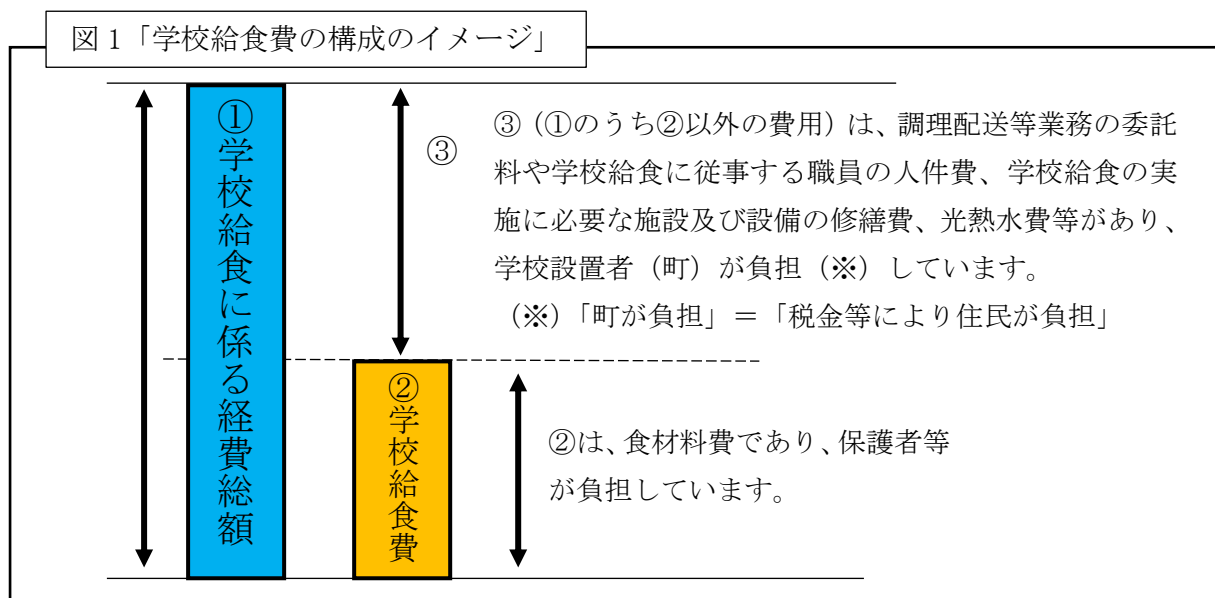 図1「学校給食費の構成のイメージ」
①学校給食に係る経費総額
③
③（①のうち②以外の費用）は、調理配送等業務の委託
料や学校給食に従事する職員の人件費、学校給食の実
施に必要な施設及び設備の修繕費、光熱水費等があり、
学校設置者（町）が負担（※）しています。
（※）「町が負担」＝「税金等により住民が負担」
②学校給食費
②は、食材料費であり、保護者等
が負担しています。